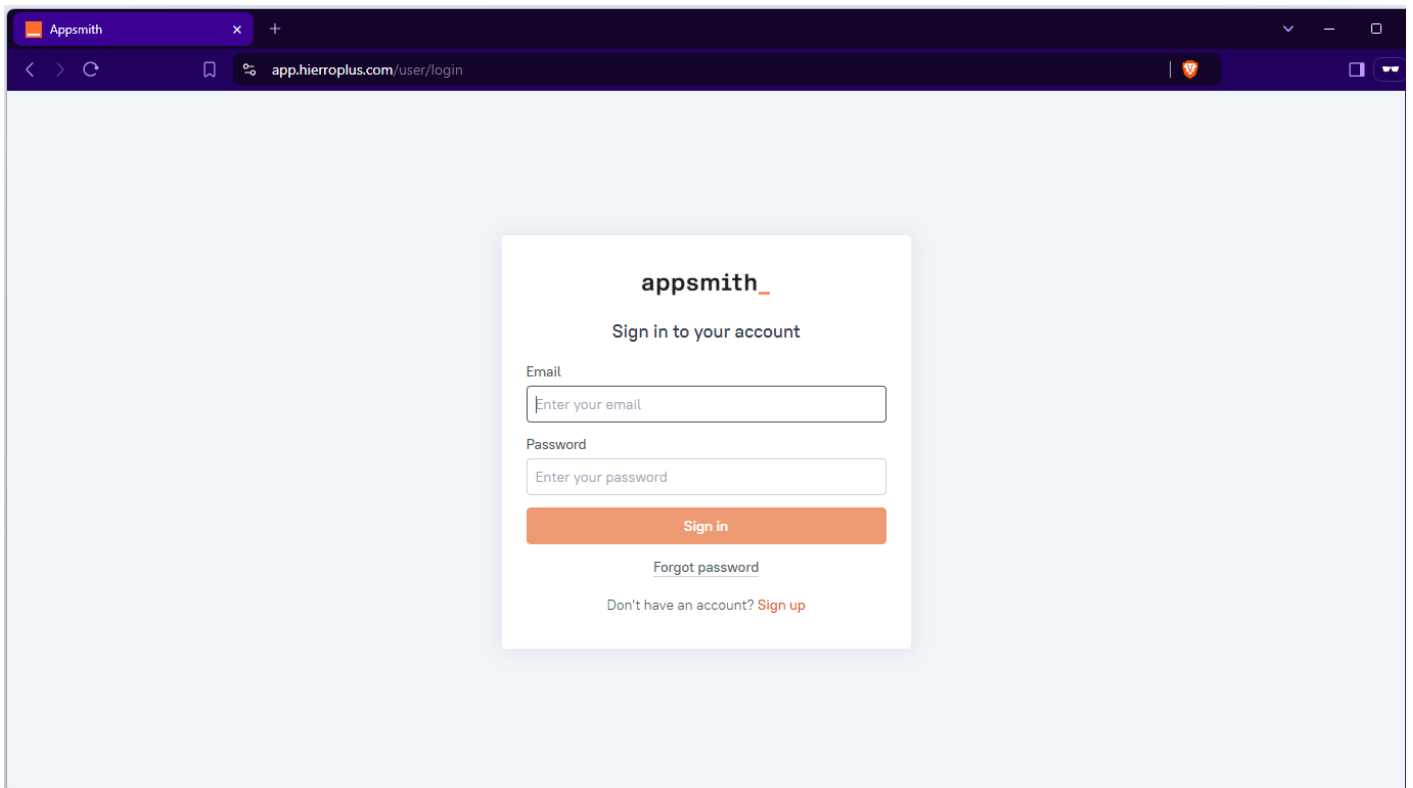 Appsmith
app.hierroplus.com/user/login
appsmith_
Sign in to your account
Email
Enter your email
Password
Enter your password
Sign in
Forgot password
Don't have an account? Sign up